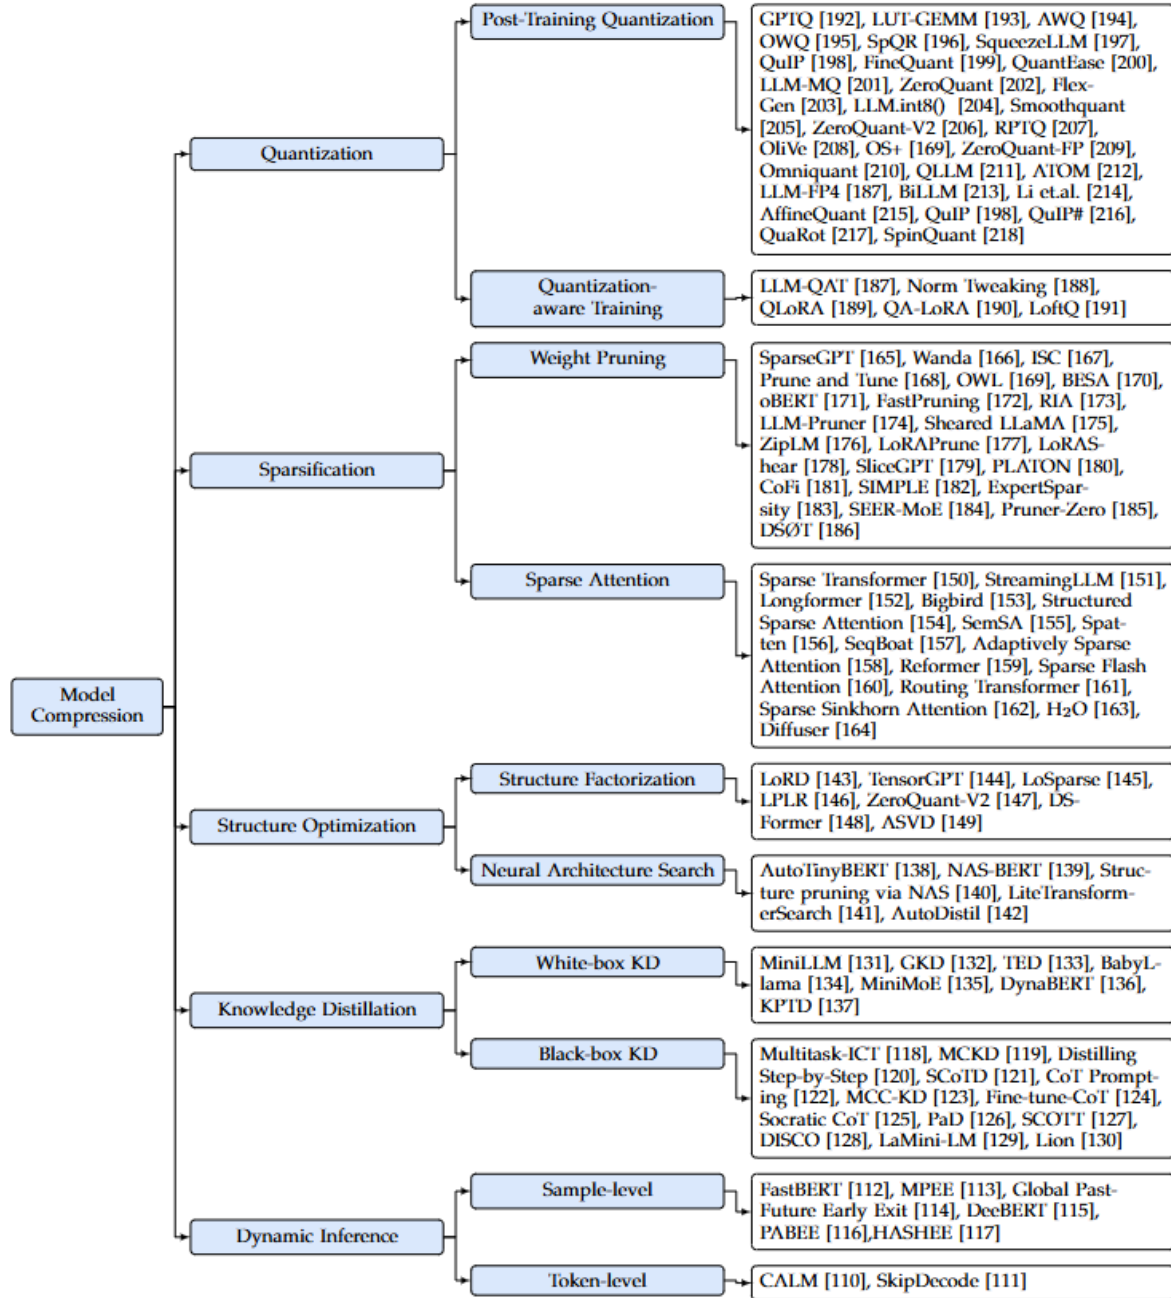 Post-Training Quantization
GPTQ [192], LUT-GEMM [193], AWQ [194],
OWQ [195], SpQR [196], SqueezeLLM [197],
QuIP [198], FineQuant [199], QuantEase [200],
LLM-MQ [201], ZeroQuant [202], Flex-
Gen [203], LLM.int8() [204], Smoothquant
[205], ZeroQuant-V2 [206], RPTQ [207],
OliVe [208], OS+ [169], ZeroQuant-FP [209],
Omniquant [210], QLLM [211], ATOM [212],
LLM-FP4 [187], BiLLM [213], Li et.al. [214],
AffineQuant [215], QuIP [198], QuIP# [216],
QuaRot [217], SpinQuant [218]
Quantization
Quantization-
aware Training
LLM-QAT [187], Norm Tweaking [188],
QLoRA [189], QA-LoRA [190], LoftQ [191]
Weight Pruning
SparseGPT [165], Wanda [166], ISC [167],
Prune and Tune [168], OWL [169], BESA [170],
oBERT [171], FastPruning [172], RIA [173],
LLM-Pruner [174], Sheared LLaMA [175],
ZipLM [176], LoRAPrune [177], LoRAS-
hear [178], SliceGPT [179], PLATON [180],
CoFi [181], SIMPLE [182], ExpertSpar-
sity [183], SEER-MoE [184], Pruner-Zero [185],
DSØT [186]
Sparsification
Sparse Attention
Sparse Transformer [150], StreamingLLM [151],
Longformer [152], Bigbird [153], Structured
Sparse Attention [154], SemSA [155], Spat-
ten [156], SeqBoat [157], Adaptively Sparse
Attention [158], Reformer [159], Sparse Flash
Attention [160], Routing Transformer [161],
Sparse Sinkhorn Attention [162], H2O [163],
Diffuser [164]
Model
Compression
Structure Factorization
LoRD [143], TensorGPT [144], LoSparse [145],
LPLR [146], ZeroQuant-V2 [147], DS-
Former [148], ASVD [149]
Structure Optimization
Neural Architecture Search
AutoTinyBERT [138], NAS-BERT [139], Struc-
ture pruning via NAS [140], LiteTransform-
erSearch [141], AutoDistil [142]
White-box KD
MiniLLM [131], GKD [132], TED [133], BabyL-
lama [134], MiniMoE [135], DynaBERT [136],
KPTD [137]
Knowledge Distillation
Black-box KD
Multitask-ICT [118], MCKD [119], Distilling
Step-by-Step [120], SCoTD [121], CoT Prompt-
ing [122], MCC-KD [123], Fine-tune-CoT [124],
Socratic CoT [125], PaD [126], SCOTT [127],
DISCO [128], LaMini-LM [129], Lion [130]
Sample-level
FastBERT [112], MPEE [113], Global Past-
Future Early Exit [114], DeeBERT [115],
PABEE [116],HASHEE [117]
Dynamic Inference
Token-level
CALM [110], SkipDecode [111]